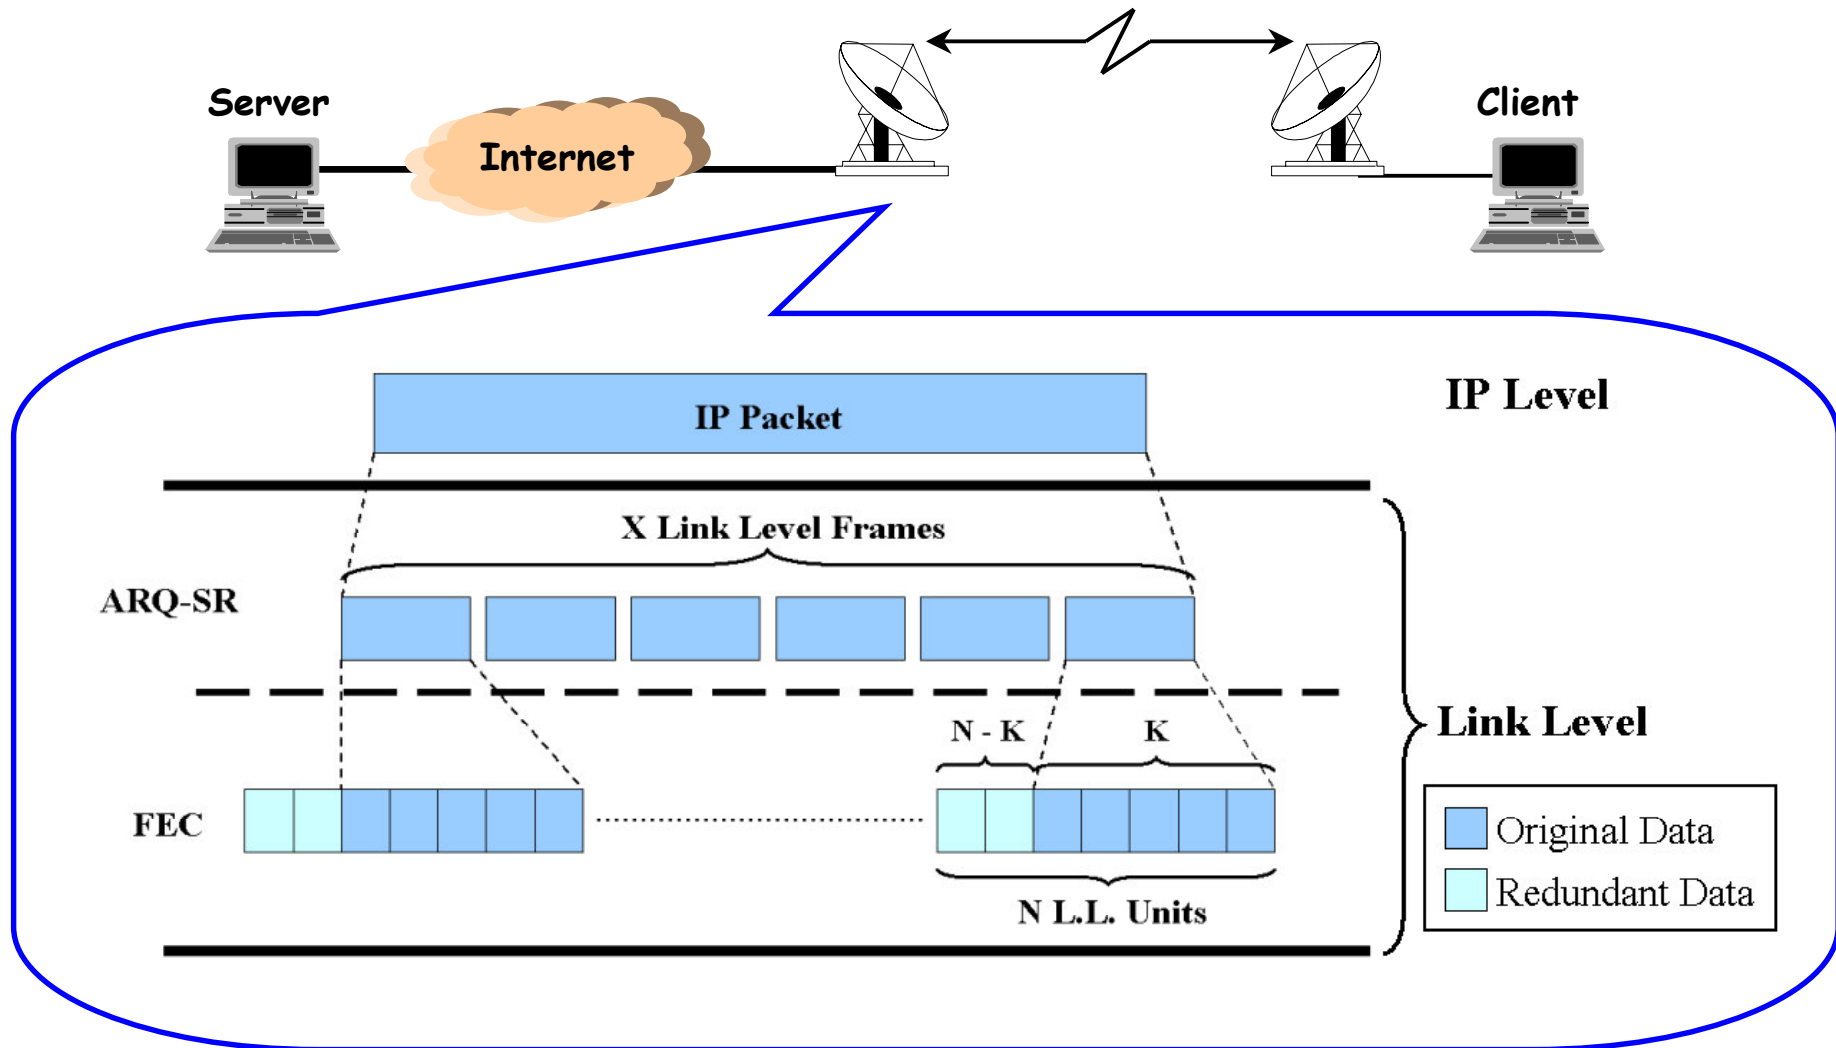 Server
Internet
Client
IP Level
IP Packet
X Link Level Frames
ARQ-SR
N - K
K
Link Level
FEC
Original Data
Redundant Data
N L.L. Units